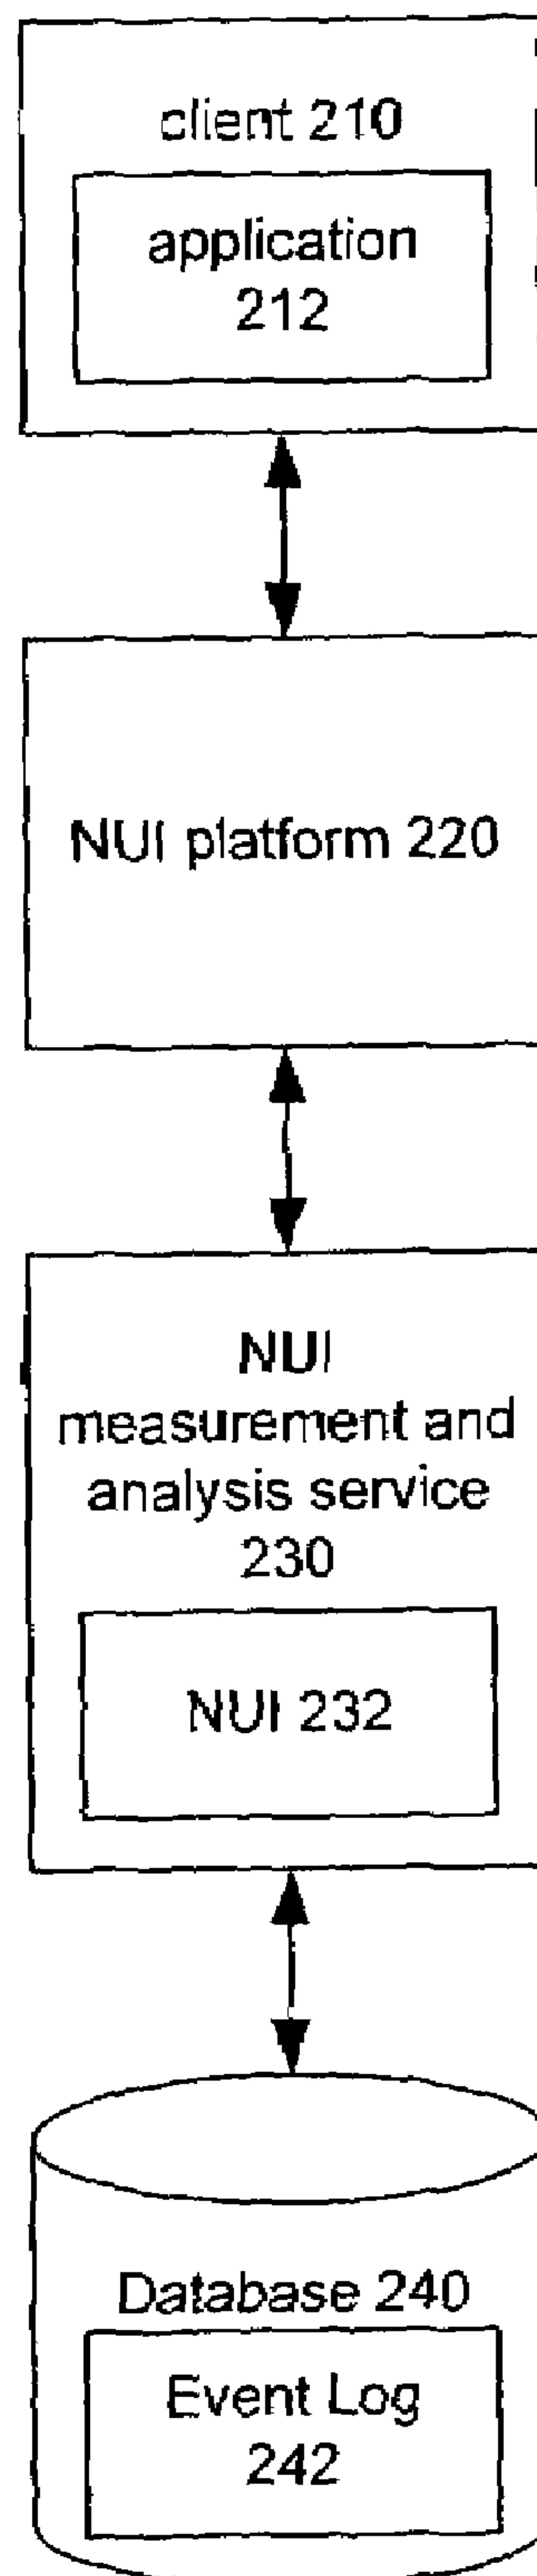 client 210
application
212
NUI platform 220
NUI
measurement and
analysis service
230
NUI 232
Database 240
Event Log
242